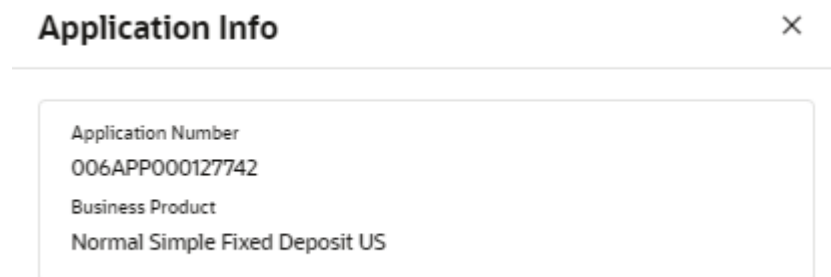 Application Info
Application Number
006APP000127742
Business Product
Normal Simple Fixed Deposit US